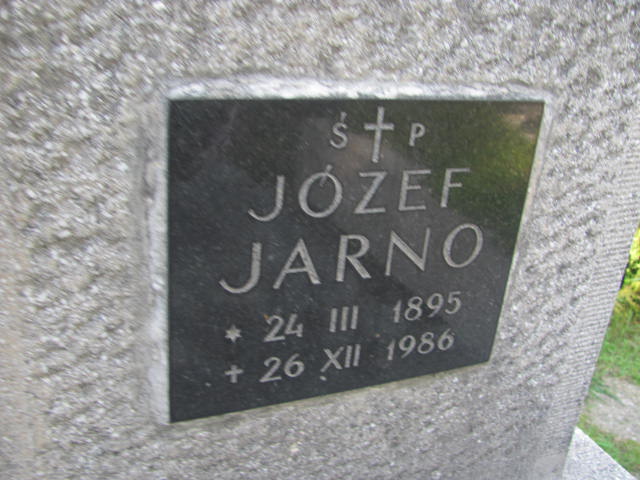 Ś † P
JÓZEF
JARNO
* 24 III 1895
+ 26 XII 1986